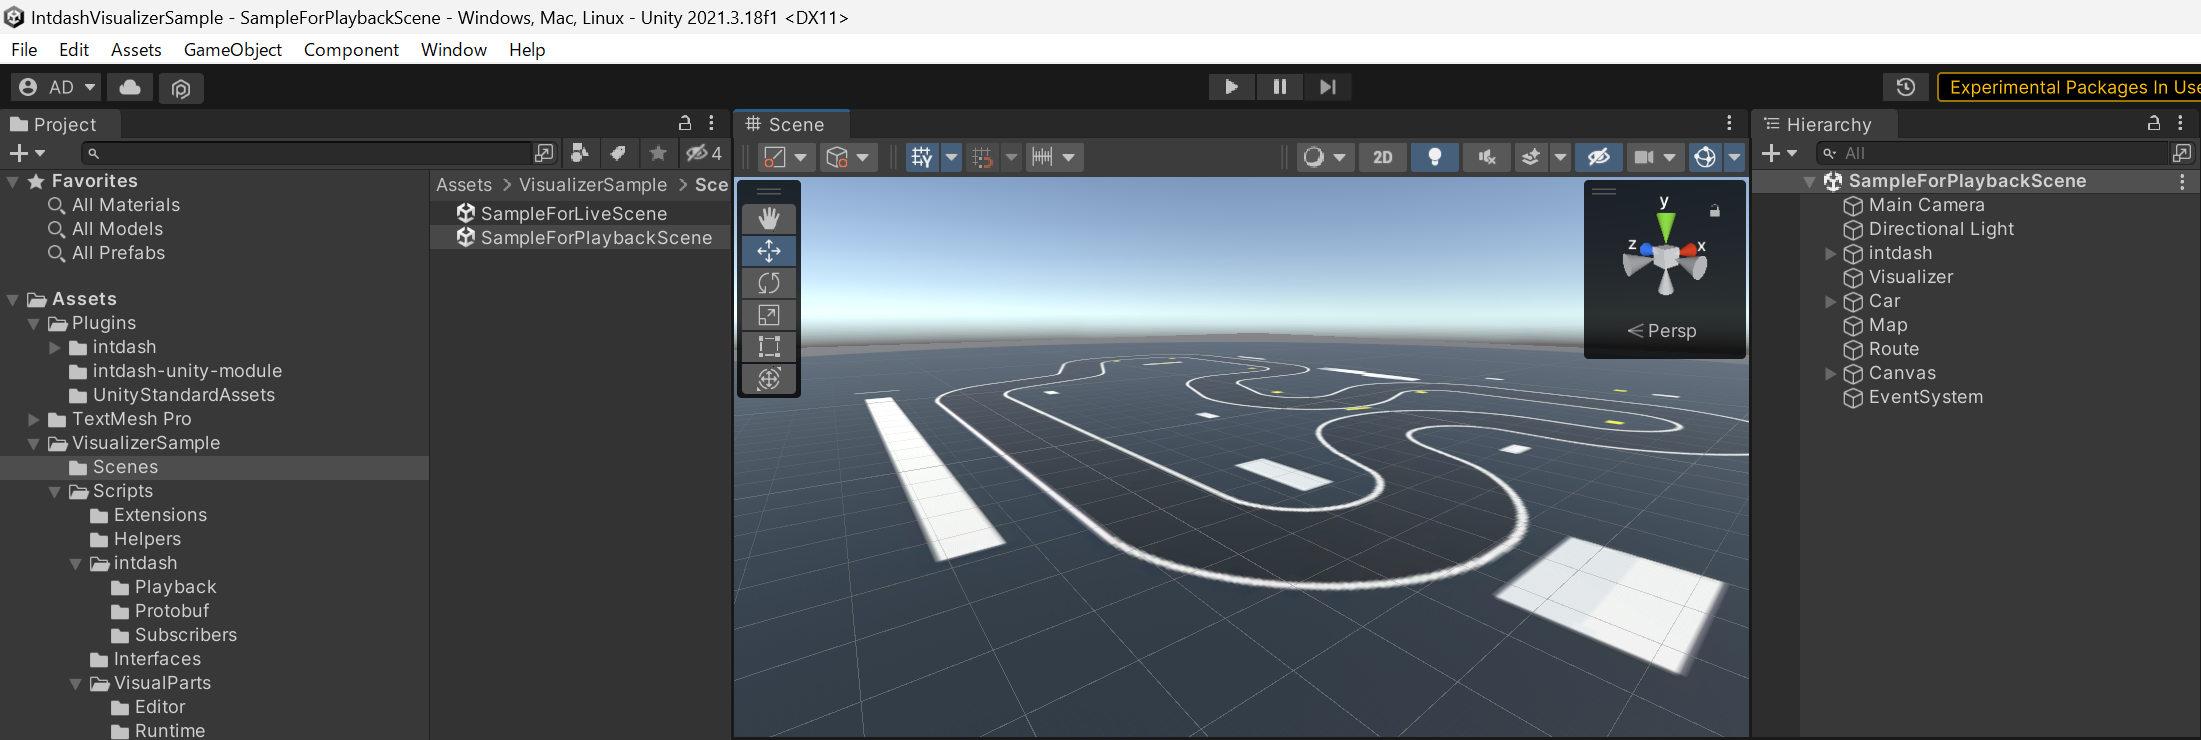 IntdashVisualizerSample - SampleForPlaybackScene - Windows, Mac, Linux - Unity 2021.3.18f1 <DX11>
File Edit Assets GameObject Component Window Help
AD
Experimental Packages In Use
Project
4
Favorites
All Materials
All Models
All Prefabs
Assets
Plugins
intdash
intdash-unity-module
UnityStandardAssets
TextMesh Pro
VisualizerSample
Scenes
Scripts
Extensions
Helpers
intdash
Playback
Protobuf
Subscribers
Interfaces
VisualParts
Editor
Runtime
Assets > VisualizerSample > Sce
SampleForLiveScene
SampleForPlaybackScene
Scene
2D
y
z
x
< Persp
Hierarchy
All
SampleForPlaybackScene
Main Camera
Directional Light
intdash
Visualizer
Car
Map
Route
Canvas
EventSystem